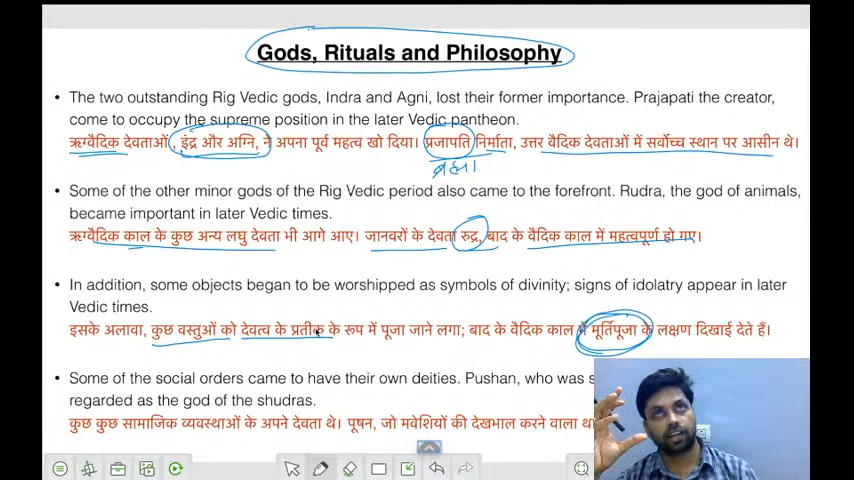 Gods, Rituals and Philosophy
• The two outstanding Rig Vedic gods, Indra and Agni, lost their former importance. Prajapati the creator,
come to occupy the supreme position in the later Vedic pantheon.
ऋग्वैदिक देवताओं , इंद्र और अग्नि, ने अपना पूर्व महत्व खो दिया। प्रजापति निर्माता, उत्तर वैदिक देवताओं में सर्वोच्च स्थान पर आसीन थे।
ब्रह्मा
• Some of the other minor gods of the Rig Vedic period also came to the forefront. Rudra, the god of animals,
became important in later Vedic times.
ऋग्वैदिक काल के कुछ अन्य लघु देवता भी आगे आए। जानवरों के देवता रुद्र, बाद के वैदिक काल में महत्वपूर्ण हो गए।
• In addition, some objects began to be worshipped as symbols of divinity; signs of idolatry appear in later
Vedic times.
इसके अलावा, कुछ वस्तुओं को देवत्व के प्रतीक के रूप में पूजा जाने लगा; बाद के वैदिक काल में मूर्तिपूजा के लक्षण दिखाई देते हैं।
• Some of the social orders came to have their own deities. Pushan, who was
regarded as the god of the shudras.
कुछ कुछ सामाजिक व्यवस्थाओं के अपने देवता थे। पूषन, जो मवेशियों की देखभाल करने वाला